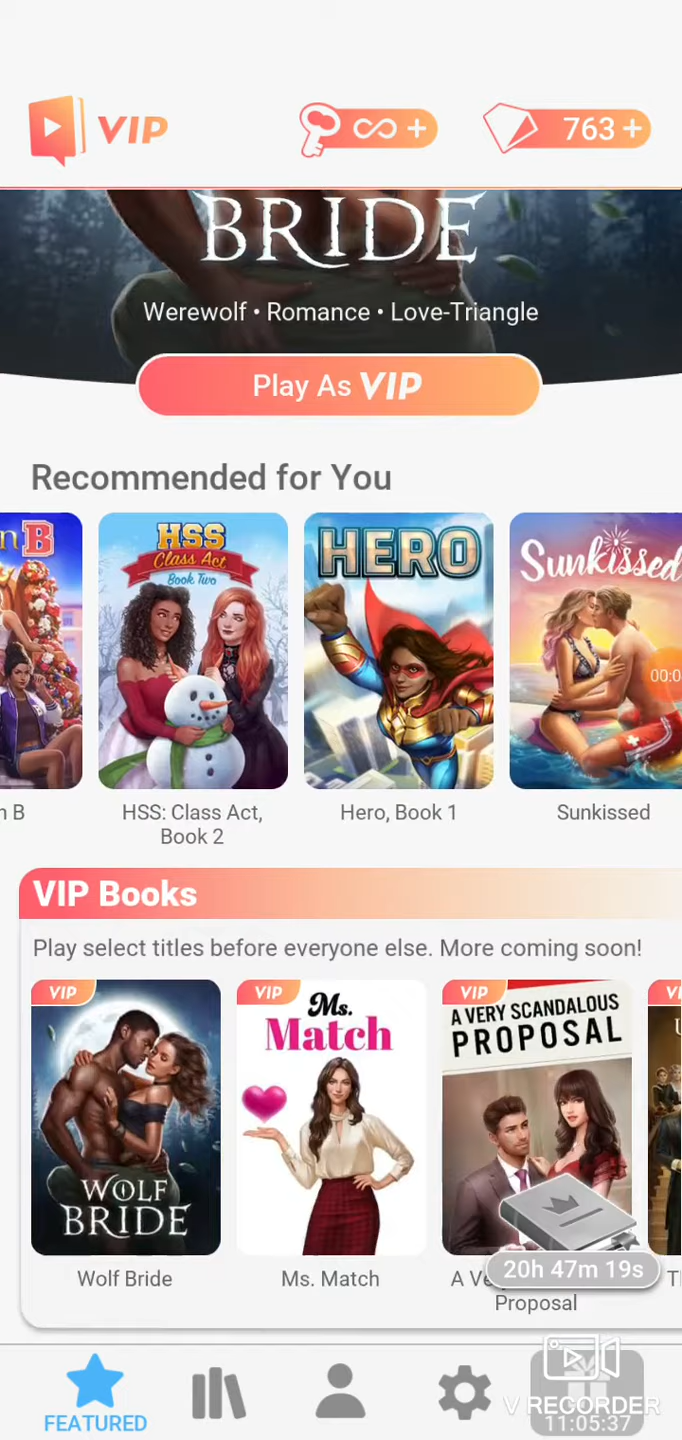 VIP
∞ +
763 +
BRIDE
Werewolf • Romance • Love-Triangle
Play As VIP
Recommended for You
B
HSS
Class Act
Book Two
HERO
Sunkissed
n B
HSS: Class Act,
Book 2
Hero, Book 1
Sunkissed
VIP Books
Play select titles before everyone else. More coming soon!
VIP
WOLF
BRIDE
VIP
Ms.
Match
VIP
A VERY SCANDALOUS
PROPOSAL
Wolf Bride
Ms. Match
Proposal
20h 47m 19s
FEATURED
V RECORDER
11:05:37